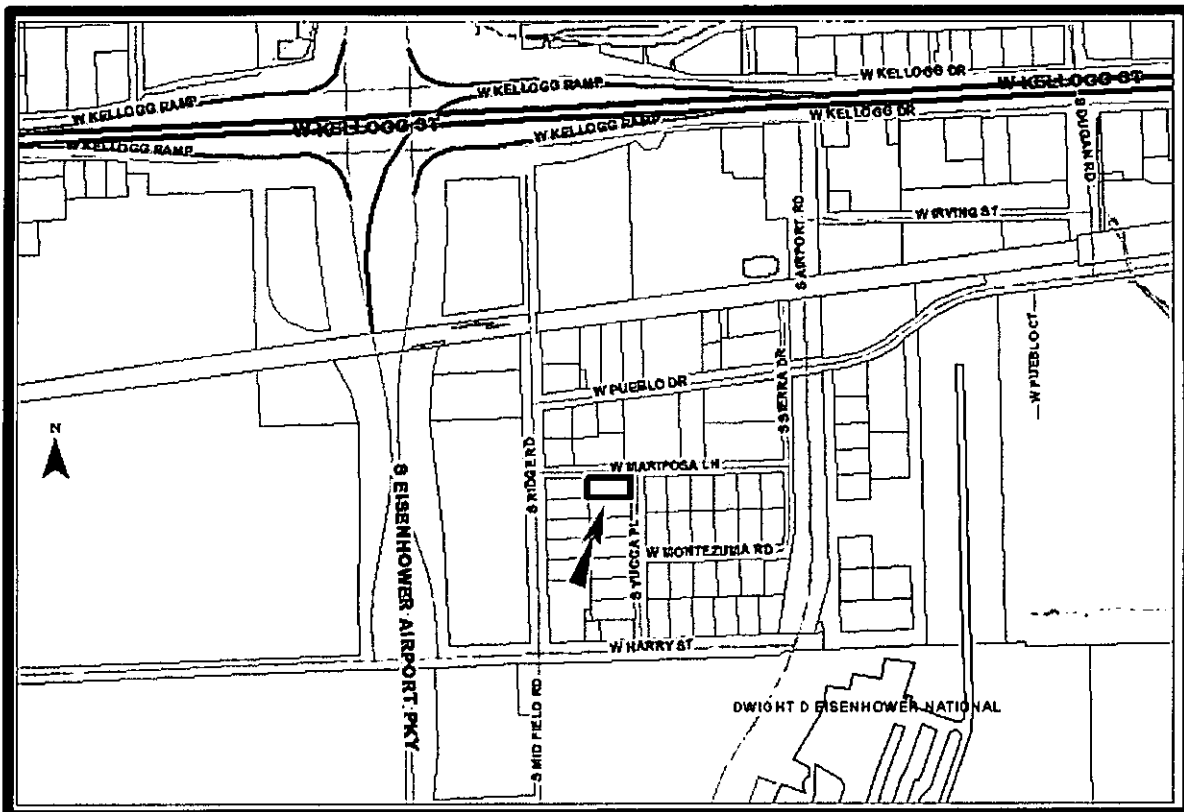 W KELLOGG DR
W KELLOGG ST
W KELLOGG RAMP
W KELLOGG RAMP
W KELLOGG DR
W KELLOGG ST
W KELLOGG RAMP
W KELLOGG RAMP
S DUGAN RD
W IRVING ST
S AIRPORT RD
W PUEBLO CT
S SIERRA DR
W PUEBLO DR
N
S RIDGE RD
W MARIPOSA LN
S EISENHOWER AIRPORT PKY
S YUCCA PL
W MONTEZUMA RD
W HARRY ST
S MID FIELD RD
DWIGHT D EISENHOWER NATIONAL